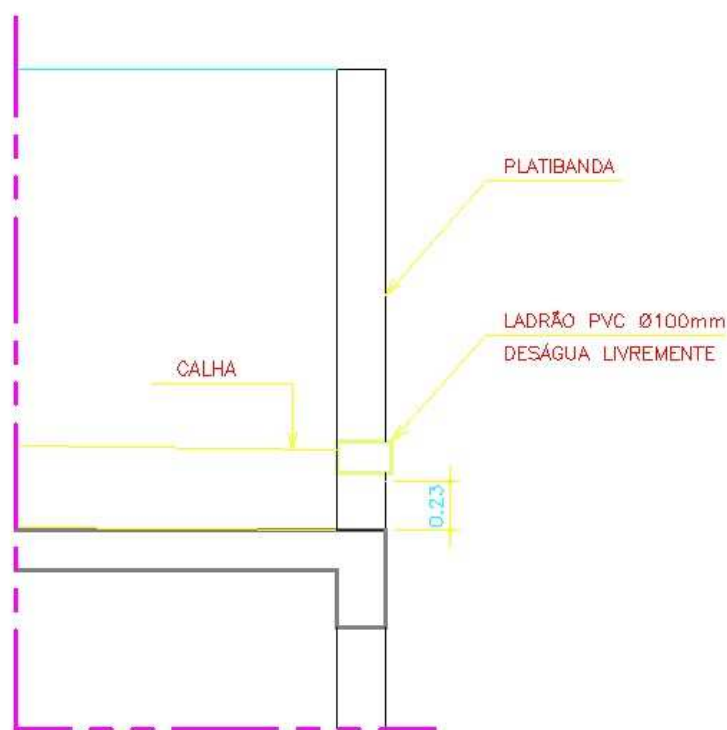 PLATIBANDA
LADRÃO PVC Ø100mm
DESÁGUA LIVREMENTE
CALHA
0.23